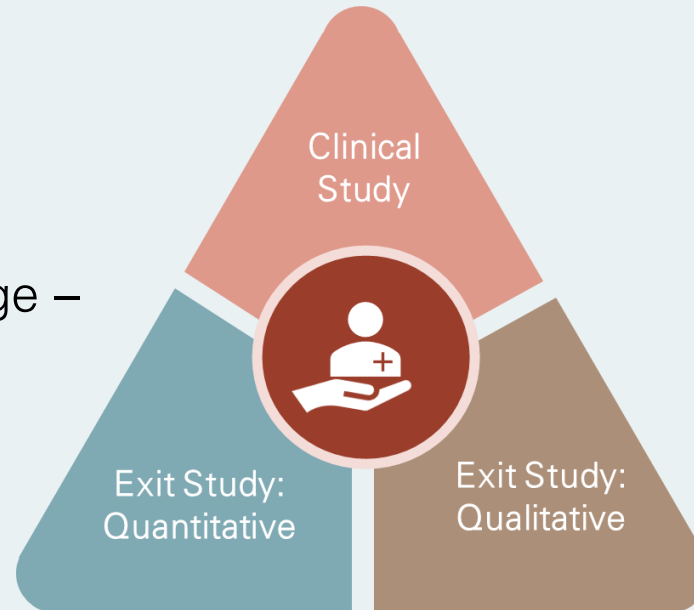 Clinical
Study
ge –
Exit Study:
Quantitative
Exit Study:
Qualitative